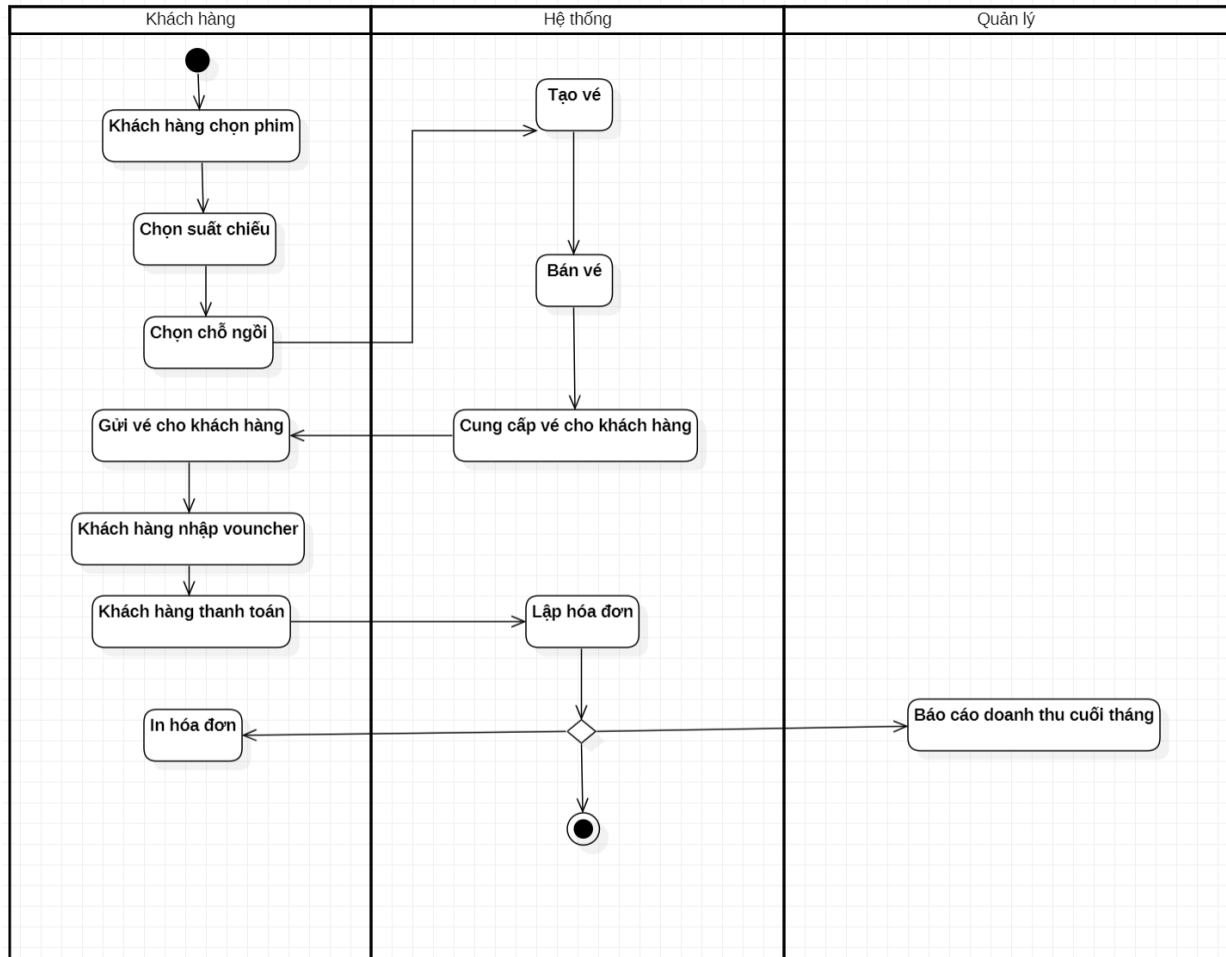 Khách hàng
Hệ thống
Quản lý
Khách hàng chọn phim
Chọn suất chiếu
Chọn chỗ ngồi
Tạo vé
Bán vé
Cung cấp vé cho khách hàng
Gửi vé cho khách hàng
Khách hàng nhập vouncher
Khách hàng thanh toán
Lập hóa đơn
In hóa đơn
Báo cáo doanh thu cuối tháng